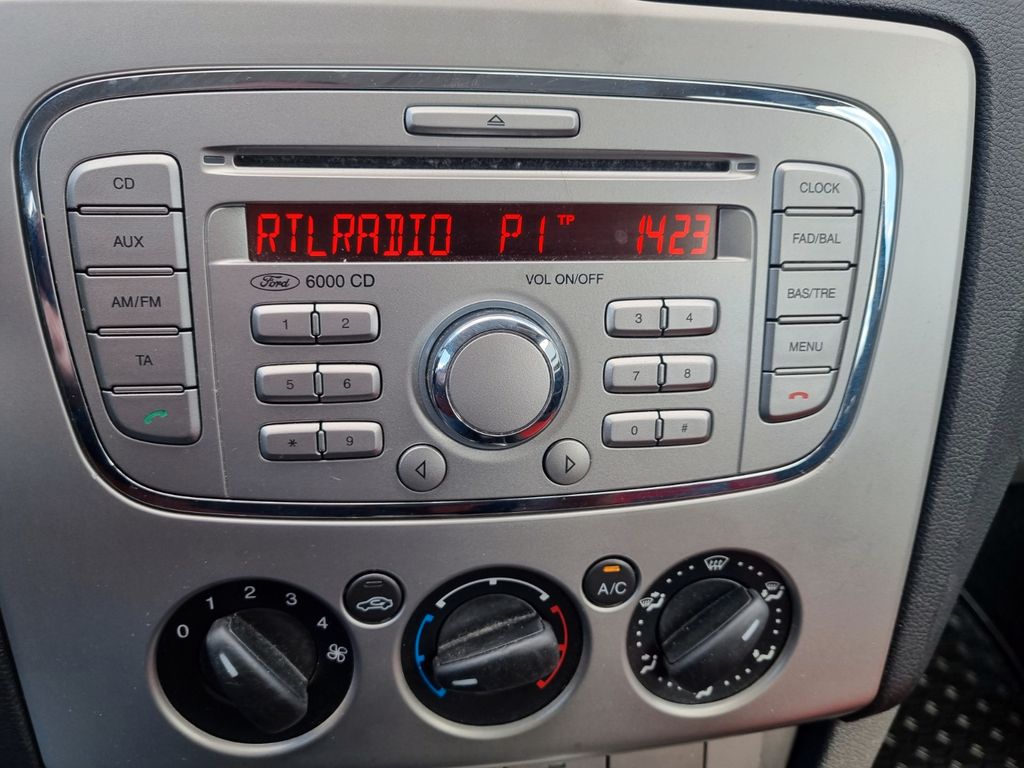 CD
AUX
AM/FM
TA
RTLRADIO P1 TP 1423
Ford 6000 CD
VOL ON/OFF
1 2
5 6
* 9
3 4
7 8
0 #
CLOCK
FAD/BAL
BAS/TRE
MENU
0 1 2 3 4
A/C